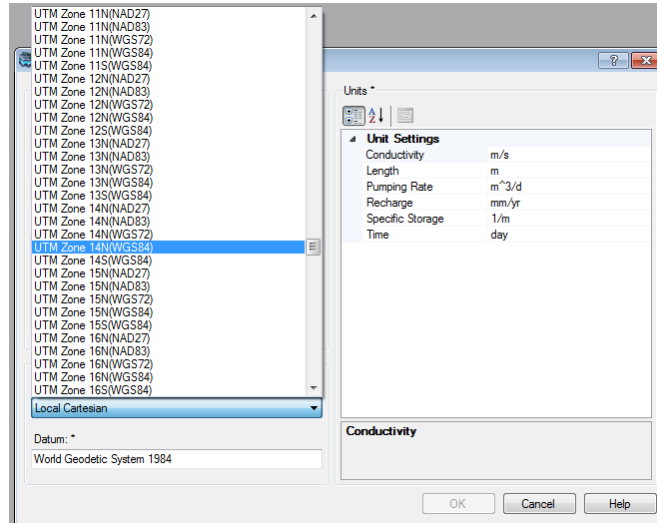 UTM Zone 11N(NAD27)
UTM Zone 11N(NAD83)
UTM Zone 11N(WGS72)
UTM Zone 11N(WGS84)
UTM Zone 11S(WGS84)
UTM Zone 12N(NAD27)
UTM Zone 12N(NAD83)
UTM Zone 12N(WGS72)
UTM Zone 12N(WGS84)
UTM Zone 12S(WGS84)
UTM Zone 13N(NAD27)
UTM Zone 13N(NAD83)
UTM Zone 13N(WGS72)
UTM Zone 13N(WGS84)
UTM Zone 13S(WGS84)
UTM Zone 14N(NAD27)
UTM Zone 14N(NAD83)
UTM Zone 14N(WGS72)
UTM Zone 14N(WGS84)
UTM Zone 14S(WGS84)
UTM Zone 15N(NAD27)
UTM Zone 15N(NAD83)
UTM Zone 15N(WGS72)
UTM Zone 15N(WGS84)
UTM Zone 15S(WGS84)
UTM Zone 16N(NAD27)
UTM Zone 16N(NAD83)
UTM Zone 16N(WGS72)
UTM Zone 16N(WGS84)
UTM Zone 16S(WGS84)
Local Cartesian
Datum: *
World Geodetic System 1984
Units *
Unit Settings
Conductivity m/s
Length m
Pumping Rate m^3/d
Recharge mm/yr
Specific Storage 1/m
Time day
Conductivity
OK Cancel Help